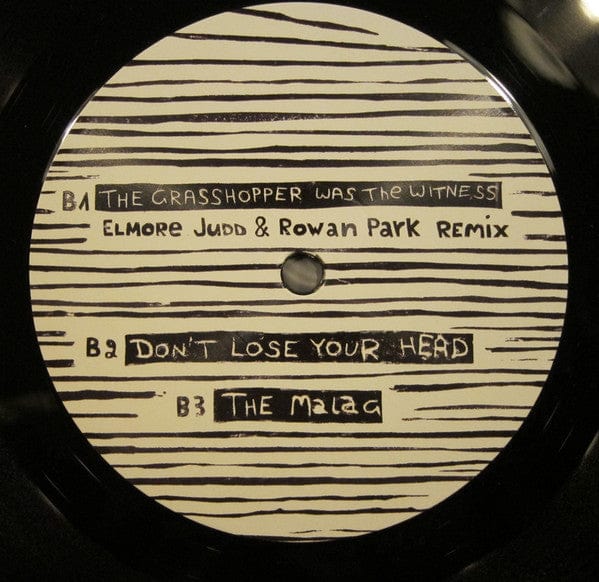 B1 THE GRASSHOPPER WAS The WITNESS
ELMORe JUDD & ROWAN PARK REMIX
B2 DON'T LOSE YOUR HEAD
B3 THE MalaG